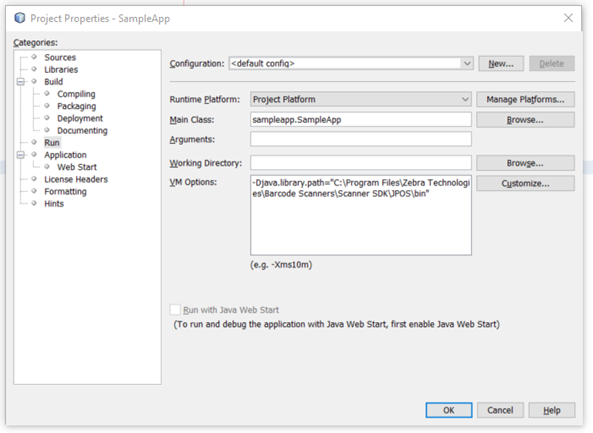 Project Properties - SampleApp
Categories:
Sources
Libraries
Build
Compiling
Packaging
Deployment
Documenting
Run
Application
Web Start
License Headers
Formatting
Hints
Configuration: <default config> New... Delete
Runtime Platform: Project Platform Manage Platforms...
Main Class: sampleapp.SampleApp Browse...
Arguments:
Working Directory: Browse...
VM Options: -Djava.library.path="C:\Program Files\Zebra Technologi Customize...
es\Barcode Scanners\Scanner SDK\JPOS\bin"
(e.g. -Xms10m)
Run with Java Web Start
(To run and debug the application with Java Web Start, first enable Java Web Start)
OK Cancel Help